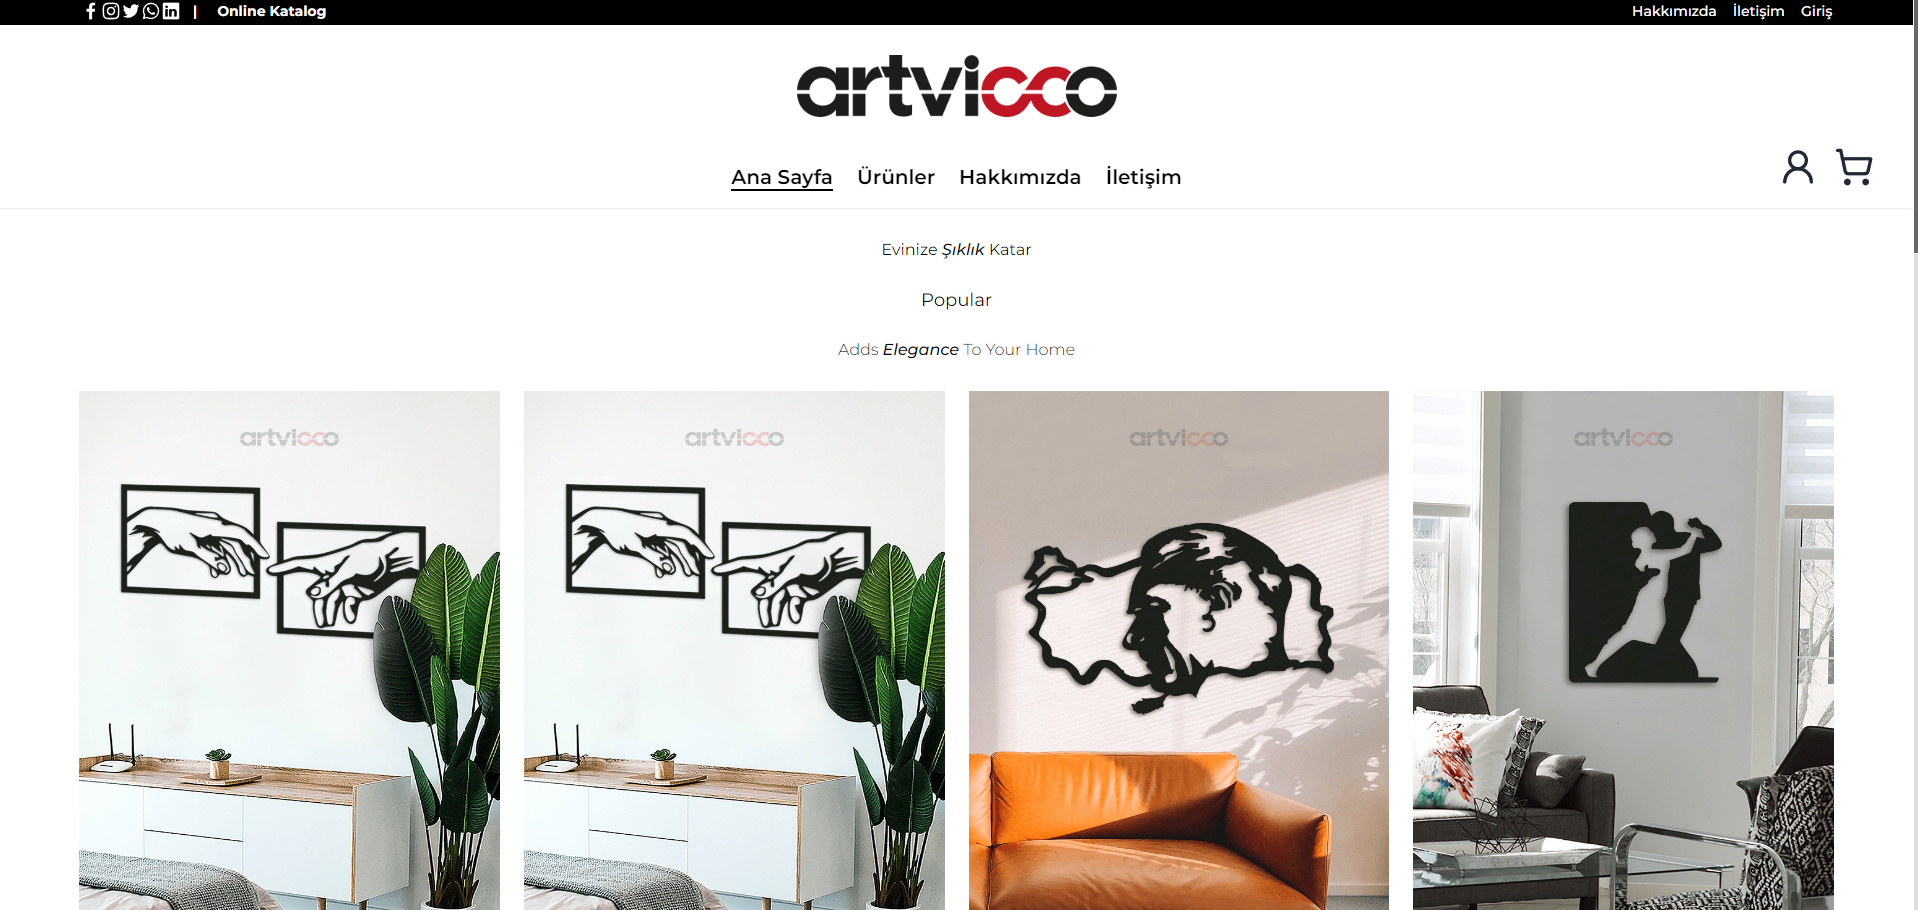 | Online Katalog
Hakkımızda İletişim Giriş
artvicco
Ana Sayfa Ürünler Hakkımızda İletişim
Evinize Şıklık Katar
Popular
Adds Elegance To Your Home
artvicco
artvicco
artvicco
artvicco